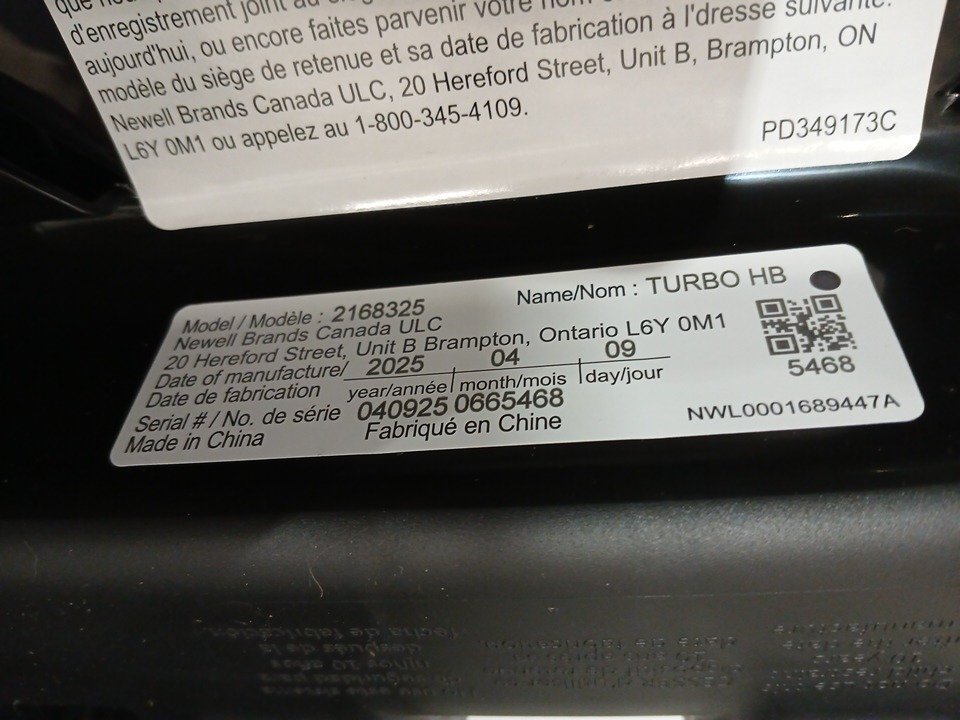 d'enregistrement joint au
aujourd'hui, ou encore faites parvenir votre
modèle du siège de retenue et sa date de fabrication à l'dresse suivante:
Newell Brands Canada ULC, 20 Hereford Street, Unit B, Brampton, ON
L6Y 0M1 ou appelez au 1-800-345-4109.
PD349173C
Model / Modèle : 2168325 Name/Nom : TURBO HB
Newell Brands Canada ULC
20 Hereford Street, Unit B Brampton, Ontario L6Y 0M1
Date of manufacture/ 2025 04 09
Date de fabrication year/année month/mois day/jour
5468
Serial # / No. de série 040925 0665468
NWL0001689447A
Made in China Fabriqué en Chine